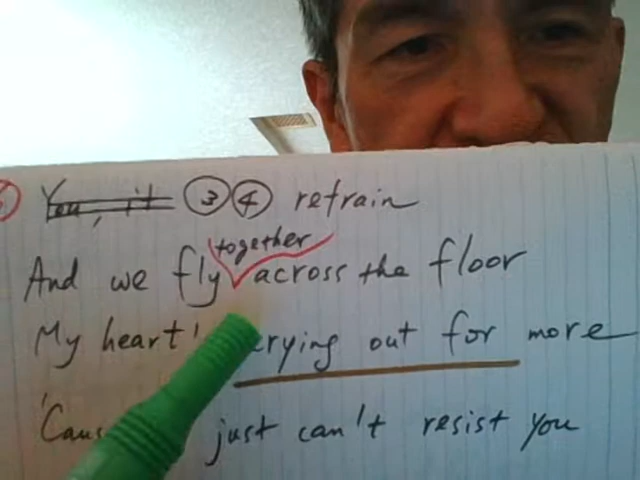 You, it ③ ④ refrain
together
And we fly across the floor
My heart' crying out for more
'Caus just can't resist you